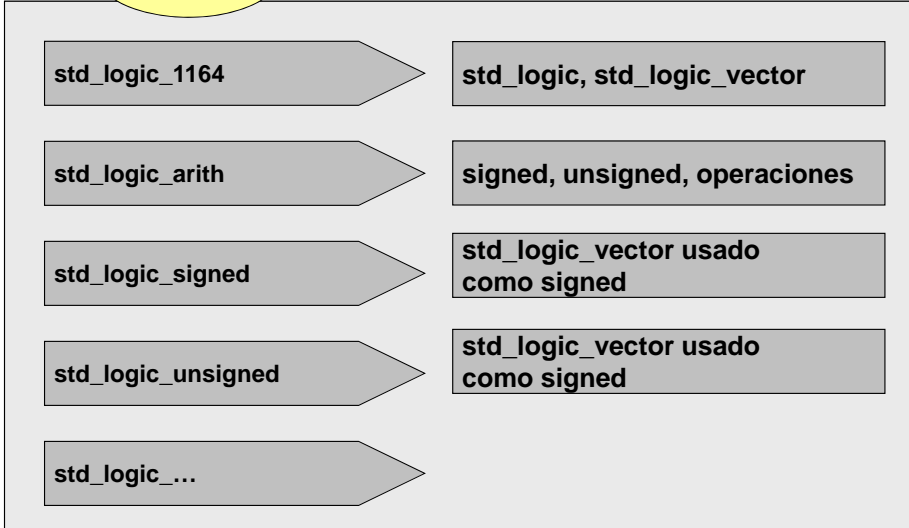 std_logic_1164
std_logic, std_logic_vector
std_logic_arith
signed, unsigned, operaciones
std_logic_signed
std_logic_vector usado
como signed
std_logic_unsigned
std_logic_vector usado
como signed
std_logic_…